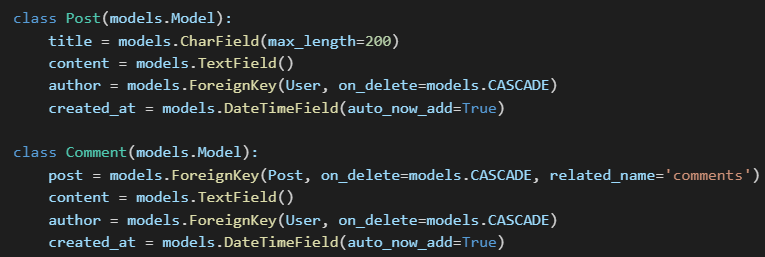 class Post(models.Model):
    title = models.CharField(max_length=200)
    content = models.TextField()
    author = models.ForeignKey(User, on_delete=models.CASCADE)
    created_at = models.DateTimeField(auto_now_add=True)

class Comment(models.Model):
    post = models.ForeignKey(Post, on_delete=models.CASCADE, related_name='comments')
    content = models.TextField()
    author = models.ForeignKey(User, on_delete=models.CASCADE)
    created_at = models.DateTimeField(auto_now_add=True)